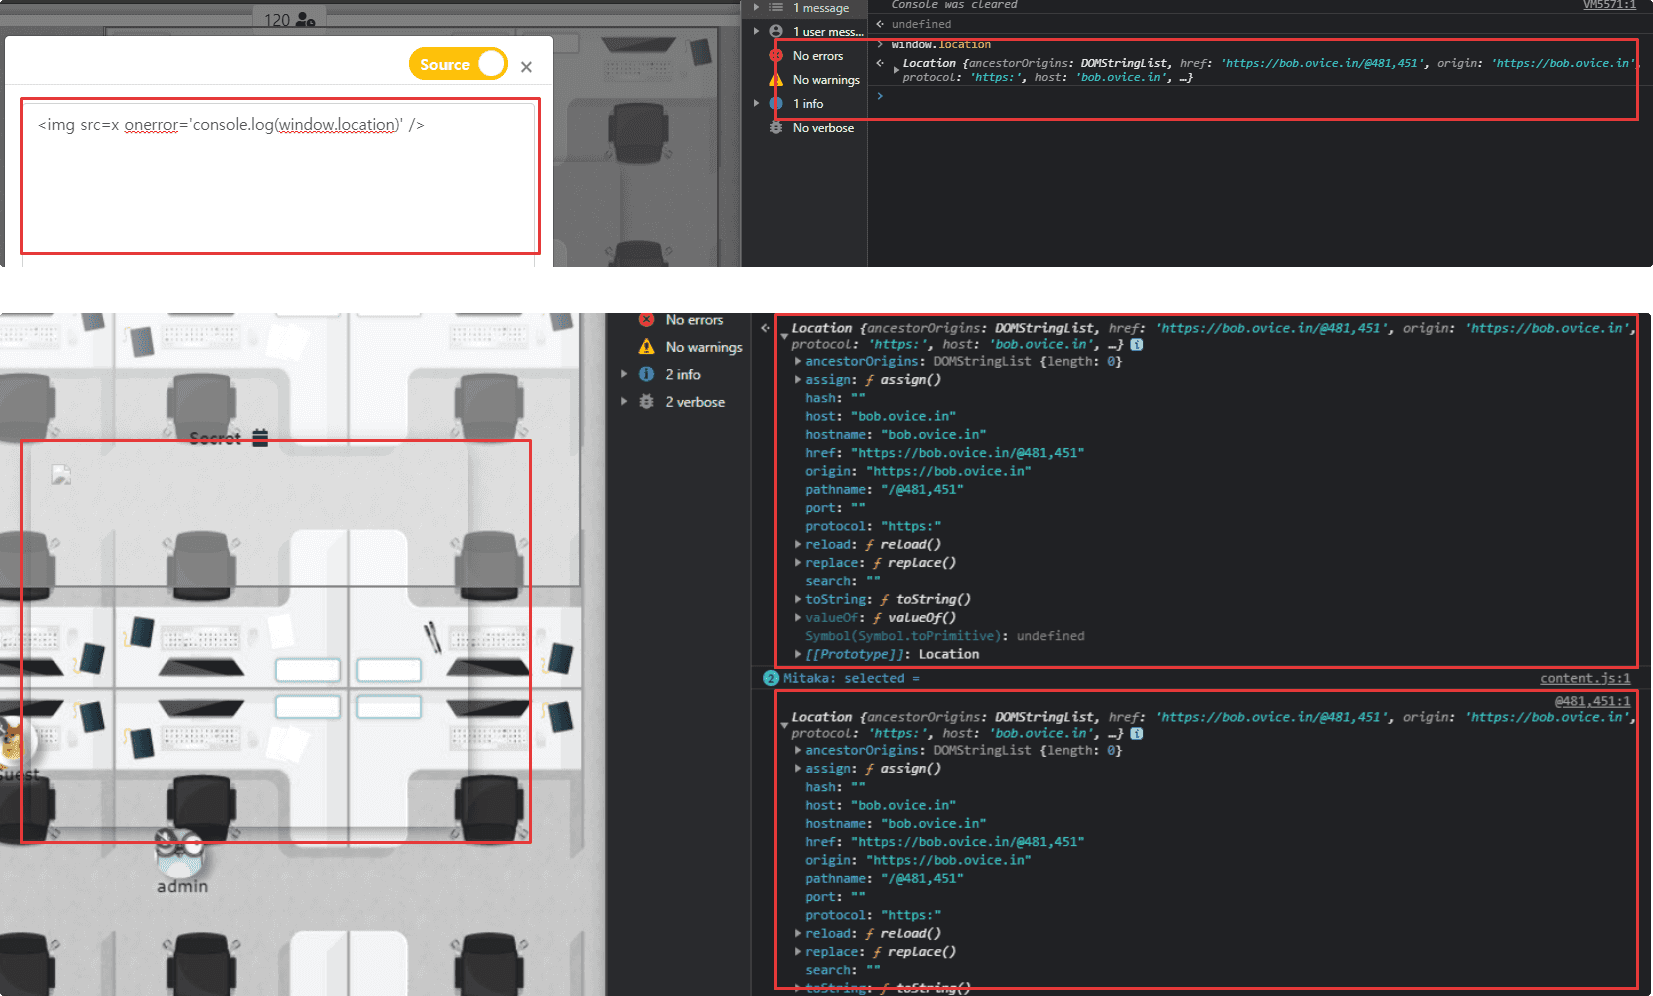 120
Source
×
<img src=x onerror='console.log(window.location)' />
1 message
1 user mess...
No errors
No warnings
1 info
No verbose
Console was cleared
VM5571:1
undefined
window.location
Location {ancestorOrigins: DOMStringList, href: 'https://bob.ovice.in/@481,451', origin: 'https://bob.ovice.in',
protocol: 'https:', host: 'bob.ovice.in', …}
Secret
Guest
admin
No errors
No warnings
2 info
2 verbose
Location {ancestorOrigins: DOMStringList, href: 'https://bob.ovice.in/@481,451', origin: 'https://bob.ovice.in',
protocol: 'https:', host: 'bob.ovice.in', …} i
ancestorOrigins: DOMStringList {length: 0}
assign: ƒ assign()
hash: ""
host: "bob.ovice.in"
hostname: "bob.ovice.in"
href: "https://bob.ovice.in/@481,451"
origin: "https://bob.ovice.in"
pathname: "/@481,451"
port: ""
protocol: "https:"
reload: ƒ reload()
replace: ƒ replace()
search: ""
toString: ƒ toString()
valueOf: ƒ valueOf()
Symbol(Symbol.toPrimitive): undefined
[[Prototype]]: Location
2 Mitaka: selected =
content.js:1
@481,451:1
Location {ancestorOrigins: DOMStringList, href: 'https://bob.ovice.in/@481,451', origin: 'https://bob.ovice.in',
protocol: 'https:', host: 'bob.ovice.in', …} i
ancestorOrigins: DOMStringList {length: 0}
assign: ƒ assign()
hash: ""
host: "bob.ovice.in"
hostname: "bob.ovice.in"
href: "https://bob.ovice.in/@481,451"
origin: "https://bob.ovice.in"
pathname: "/@481,451"
port: ""
protocol: "https:"
reload: ƒ reload()
replace: ƒ replace()
search: ""
toString: ƒ toString()